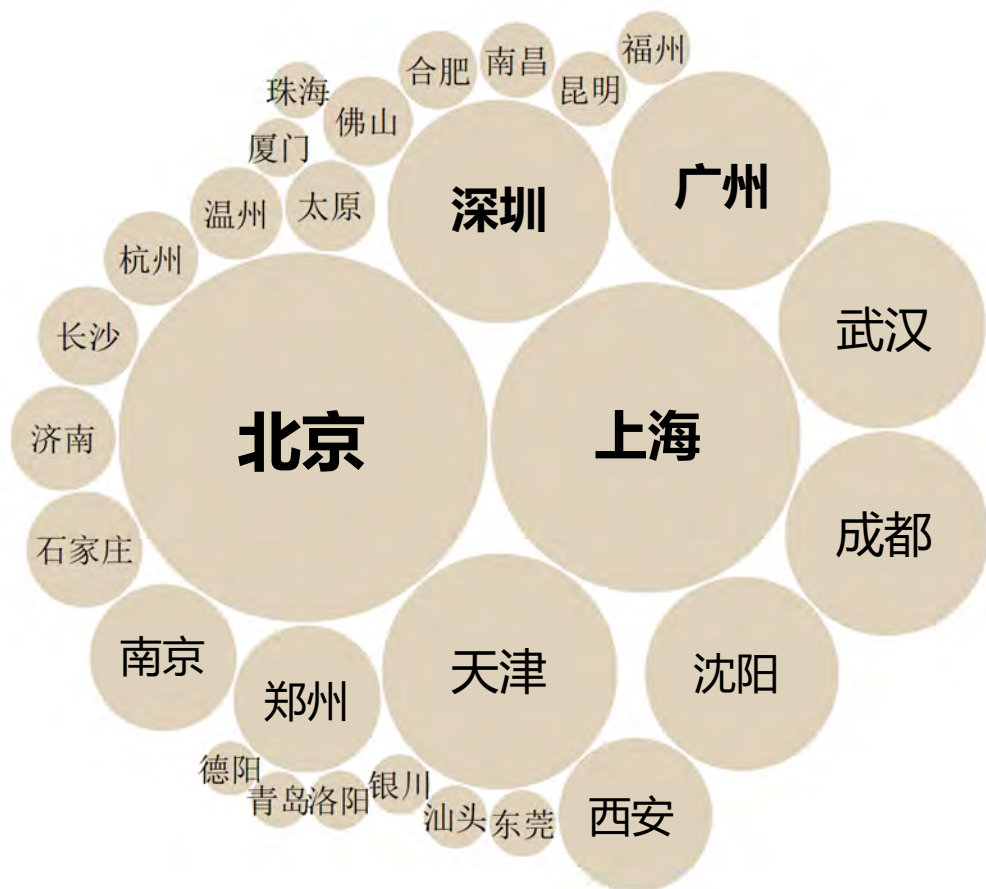 福州
南昌
合肥
昆明
珠海
佛山
厦门
广州
深圳
太原
温州
杭州
武汉
长沙
上海
北京
济南
成都
石家庄
南京
天津
沈阳
郑州
德阳
青岛
洛阳
银川
汕头
东莞
西安